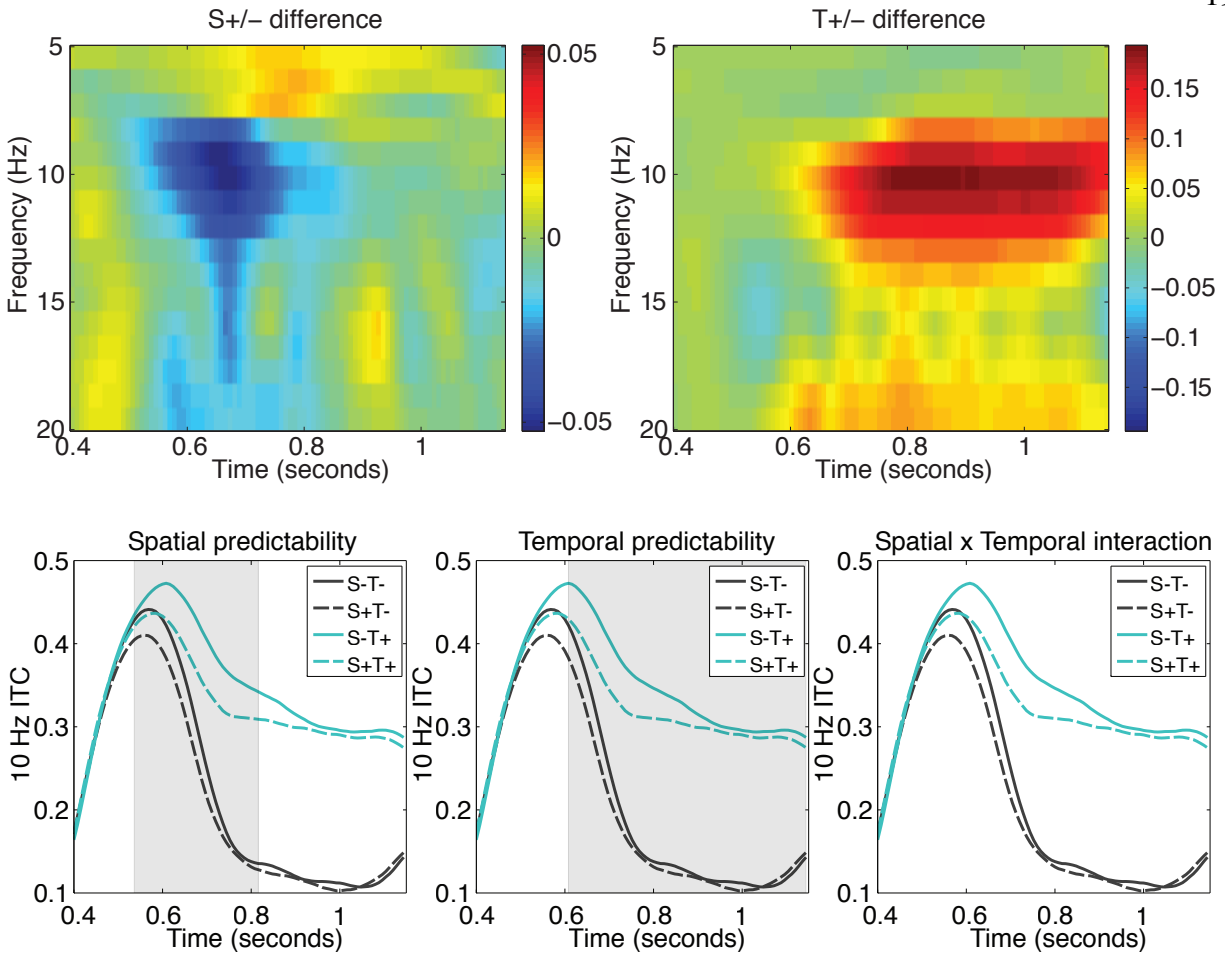 S+/− difference
T+/− difference
5
10
15
20
Frequency (Hz)
0.4
0.6
0.8
1
Time (seconds)
0.05
0
−0.05
5
10
15
20
Frequency (Hz)
0.4
0.6
0.8
1
Time (seconds)
0.15
0.1
0.05
0
−0.05
−0.1
−0.15
Spatial predictability
0.5
0.4
0.3
0.2
0.1
10 Hz ITC
S-T-
S+T-
S-T+
S+T+
0.4
0.6
0.8
1
Time (seconds)
Temporal predictability
0.5
0.4
0.3
0.2
0.1
10 Hz ITC
S-T-
S+T-
S-T+
S+T+
0.4
0.6
0.8
1
Time (seconds)
Spatial x Temporal interaction
0.5
0.4
0.3
0.2
0.1
10 Hz ITC
S-T-
S+T-
S-T+
S+T+
0.4
0.6
0.8
1
Time (seconds)